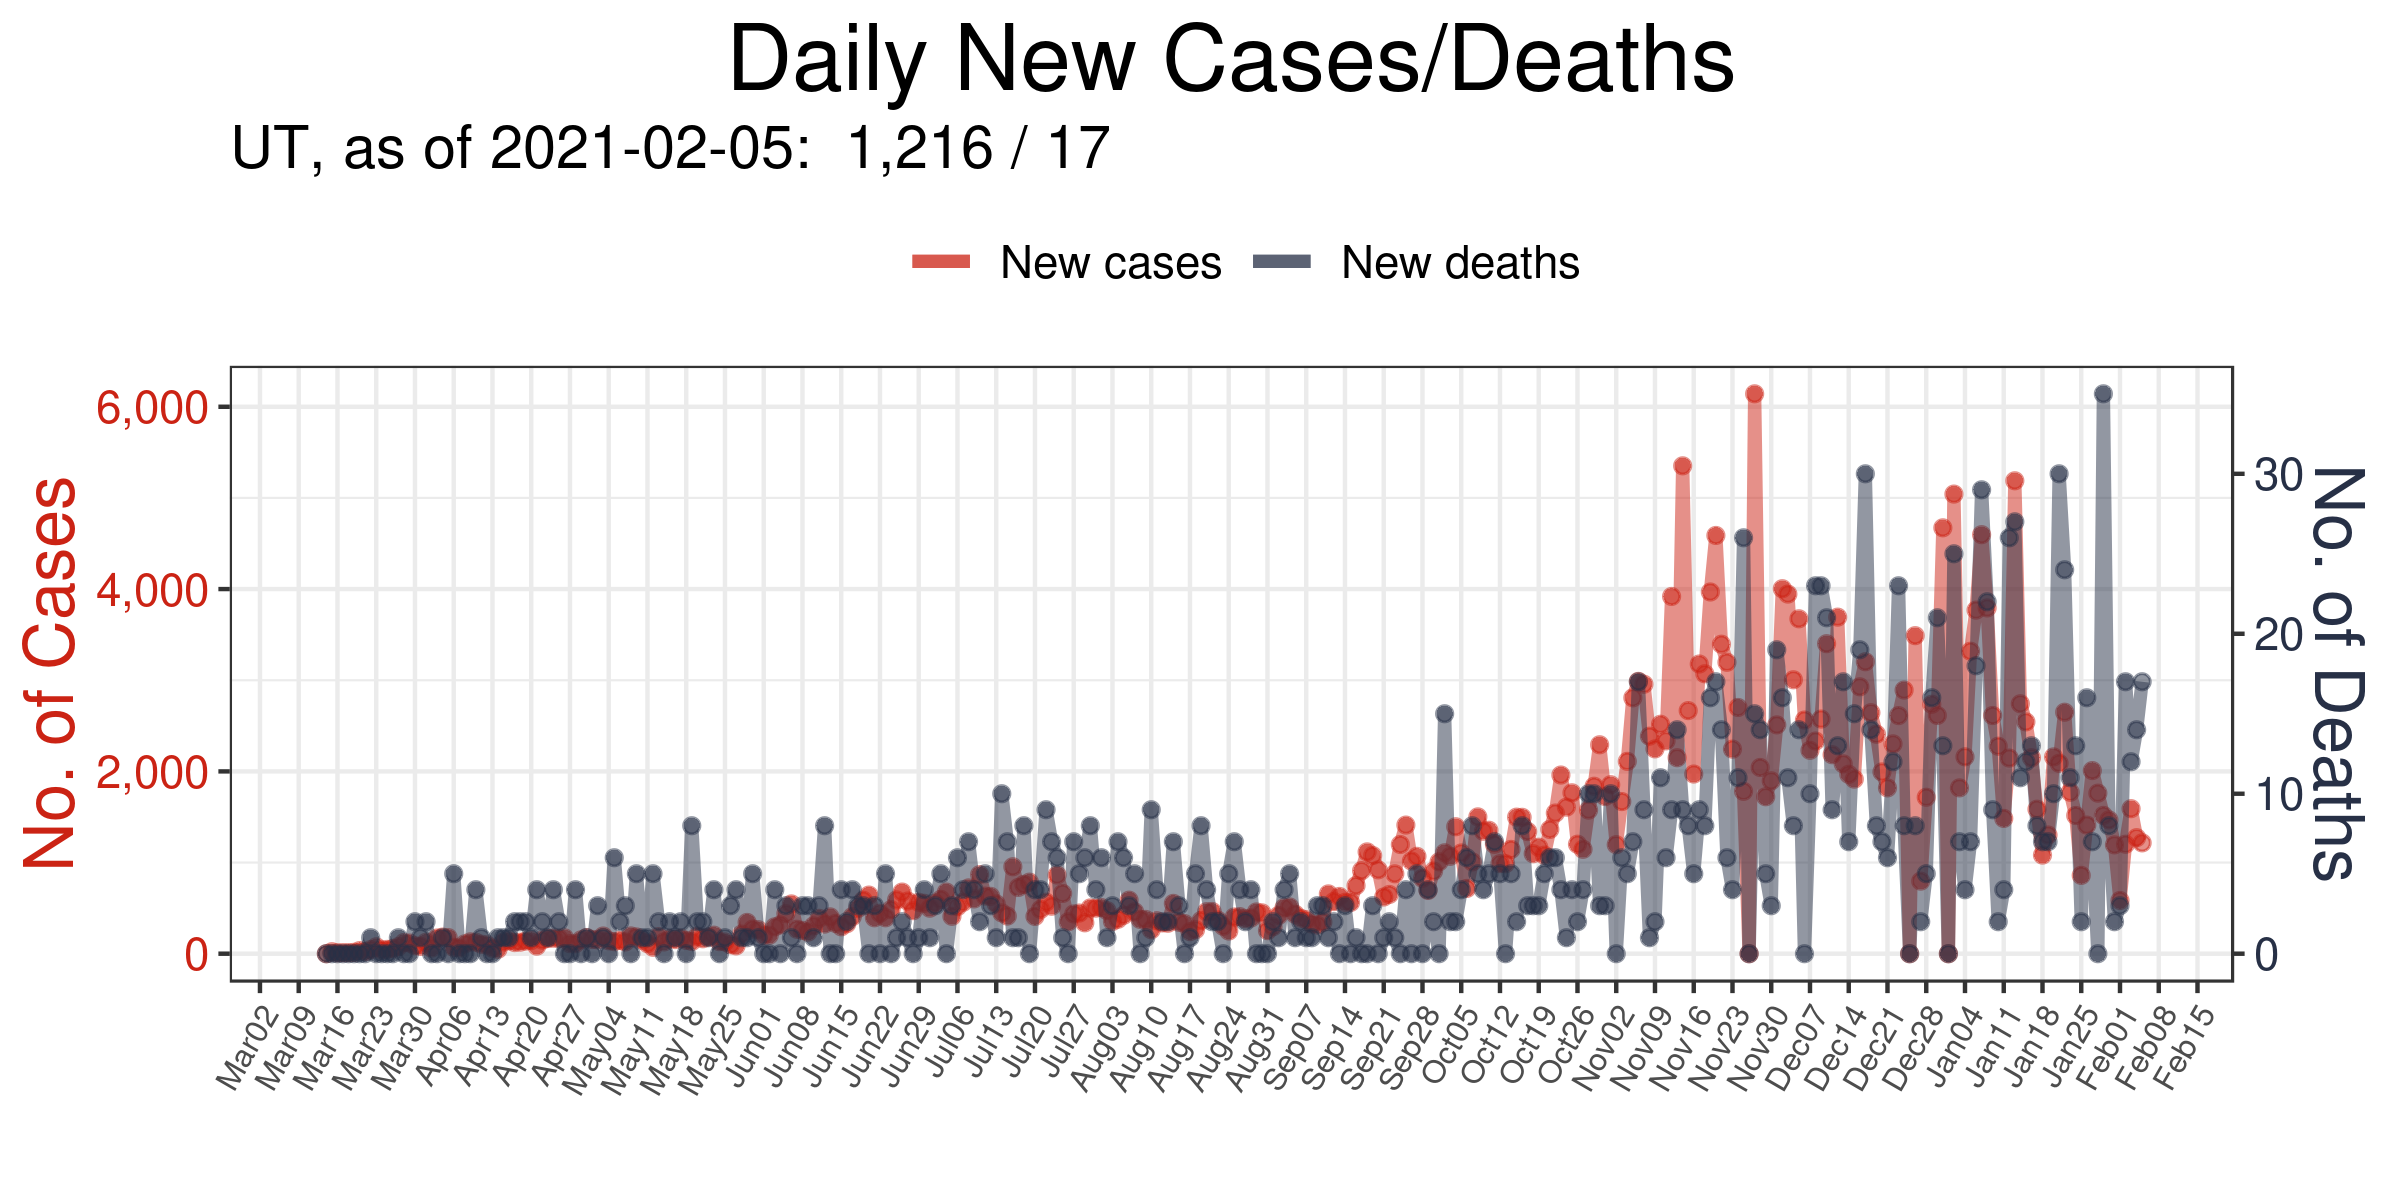 Daily New Cases/Deaths
UT, as of 2021-02-05:  1,216 / 17
New cases
New deaths
No. of Cases
6,000
4,000
2,000
0
30
20
10
0
No. of Deaths
Mar02
Mar09
Mar16
Mar23
Mar30
Apr06
Apr13
Apr20
Apr27
May04
May11
May18
May25
Jun01
Jun08
Jun15
Jun22
Jun29
Jul06
Jul13
Jul20
Jul27
Aug03
Aug10
Aug17
Aug24
Aug31
Sep07
Sep14
Sep21
Sep28
Oct05
Oct12
Oct19
Oct26
Nov02
Nov09
Nov16
Nov23
Nov30
Dec07
Dec14
Dec21
Dec28
Jan04
Jan11
Jan18
Jan25
Feb01
Feb08
Feb15